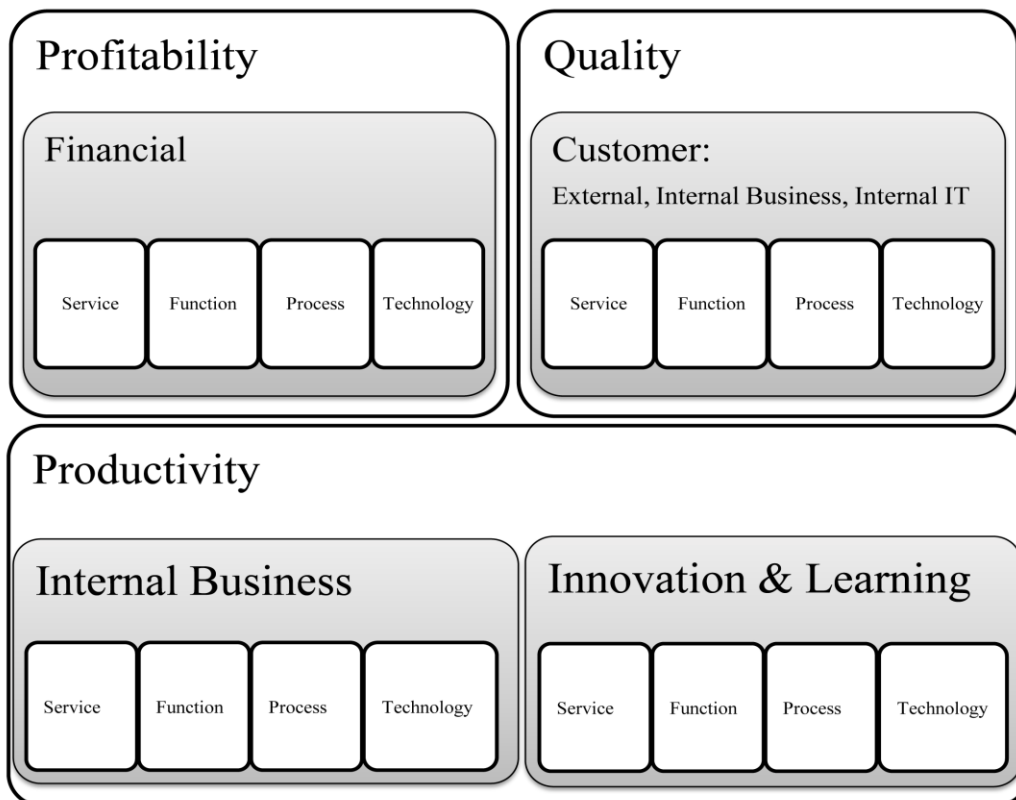 Profitability
Financial
Service Function Process Technology
Quality
Customer:
External, Internal Business, Internal IT
Service Function Process Technology
Productivity
Internal Business
Service Function Process Technology
Innovation & Learning
Service Function Process Technology